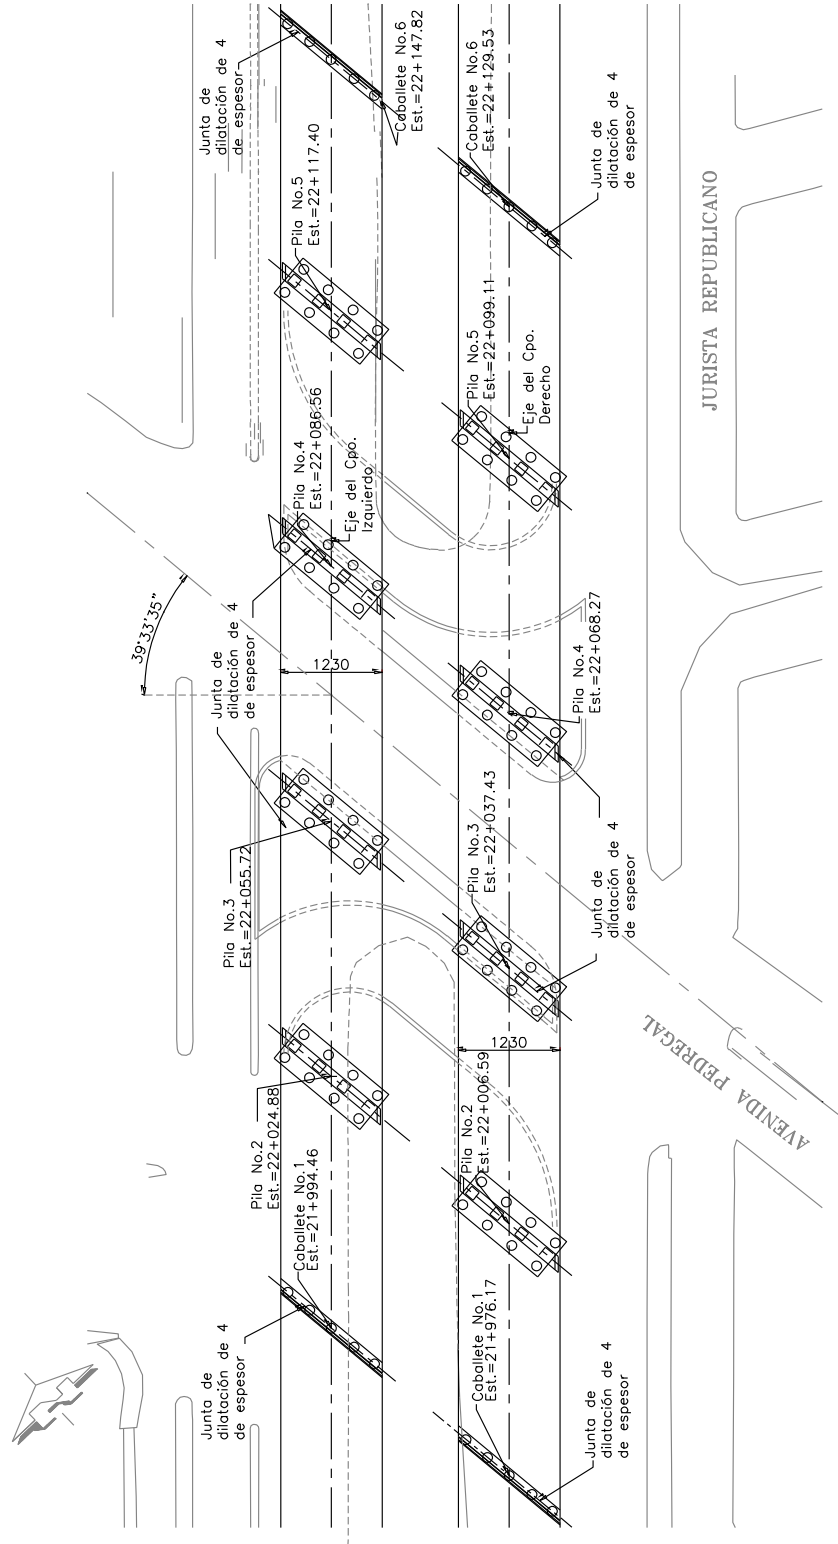 Junta de
dilatación de 4
de espesor
Caballete No.6
Est.=22+147.82
Caballete No.6
Est.=22+129.53
Junta de
dilatación de 4
de espesor
Pila No.5
Est.=22+117.40
JURISTA REPUBLICANO
Pila No.5
Est.=22+099.11
Eje del Cpo.
Derecho
Pila No.4
Est.=22+086.56
Eje del Cpo.
Izquierdo
39°33'35"
Junta de
dilatación de 4
de espesor
1230
Pila No.4
Est.=22+068.27
Pila No.3
Est.=22+055.72
Pila No.3
Est.=22+037.43
Junta de
dilatación de 4
de espesor
1230
AVENIDA PEDREGAL
Pila No.2
Est.=22+024.88
Pila No.2
Est.=22+006.59
Caballete No.1
Est.=21+994.46
Caballete No.1
Est.=21+976.17
Junta de
dilatación de 4
de espesor
Junta de
dilatación de 4
de espesor